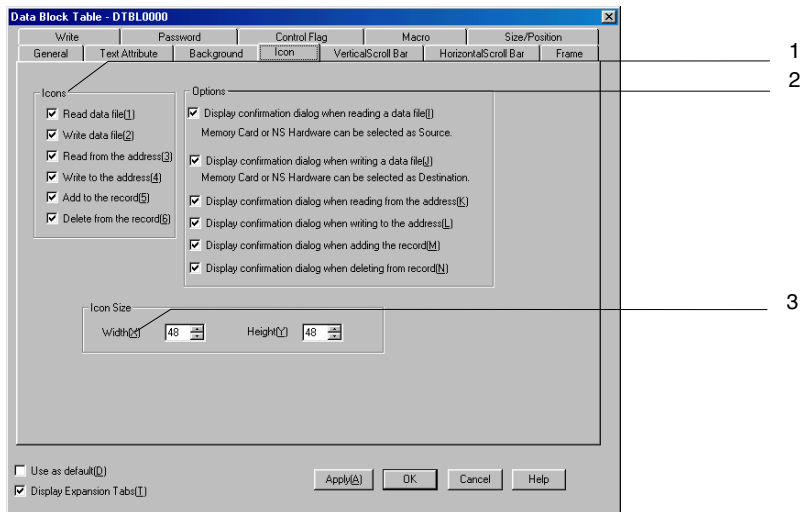 Data Block Table - DTBL0000
Write Password Control Flag Macro Size/Position
General Text Attribute Background Icon VerticalScroll Bar HorizontalScroll Bar Frame
1
2
Icons
Read data file(1)
Write data file(2)
Read from the address(3)
Write to the address(4)
Add to the record(5)
Delete from the record(6)
Options
Display confirmation dialog when reading a data file(I)
Memory Card or NS Hardware can be selected as Source.
Display confirmation dialog when writing a data file(J)
Memory Card or NS Hardware can be selected as Destination.
Display confirmation dialog when reading from the address(K)
Display confirmation dialog when writing to the address(L)
Display confirmation dialog when adding the record(M)
Display confirmation dialog when deleting from record(N)
Icon Size
3
Width(X) 48 Height(Y) 48
Use as default(D)
Display Expansion Tabs(T)
Apply(A) OK Cancel Help